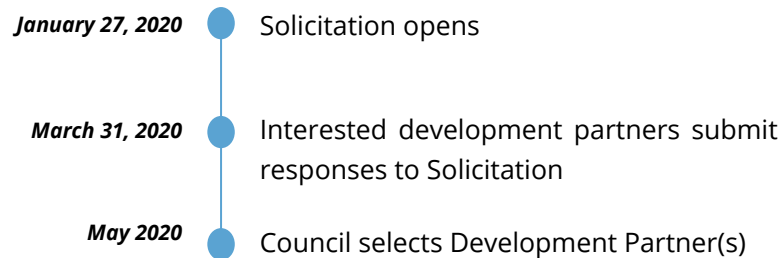 January 27, 2020 Solicitation opens
March 31, 2020 Interested development partners submit
responses to Solicitation
May 2020 Council selects Development Partner(s)